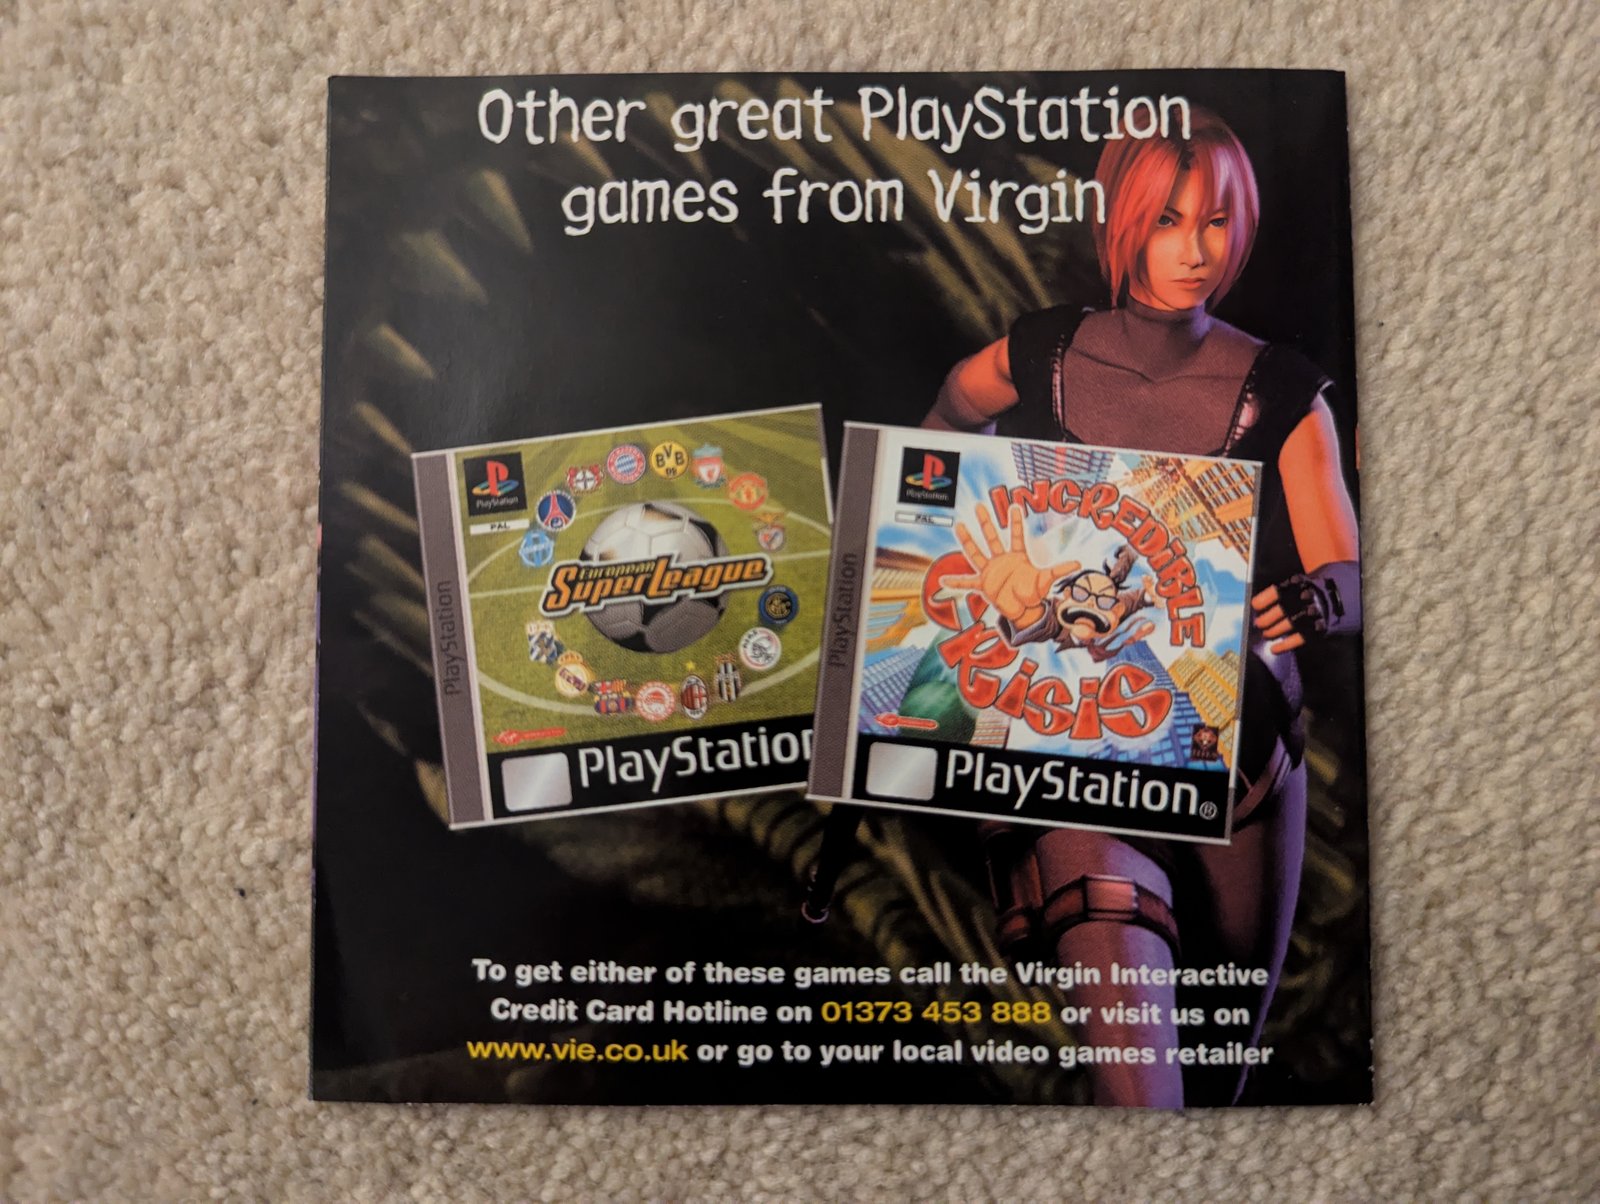 Other great PlayStation
games from Virgin
PlayStation
PlayStation
PAL
BVB
09
European
SuperLeague
PlayStation
PlayStation
PlayStation
PAL
INCREDIBLE
CRISIS
PlayStation®
To get either of these games call the Virgin Interactive
Credit Card Hotline on 01373 453 888 or visit us on
www.vie.co.uk or go to your local video games retailer